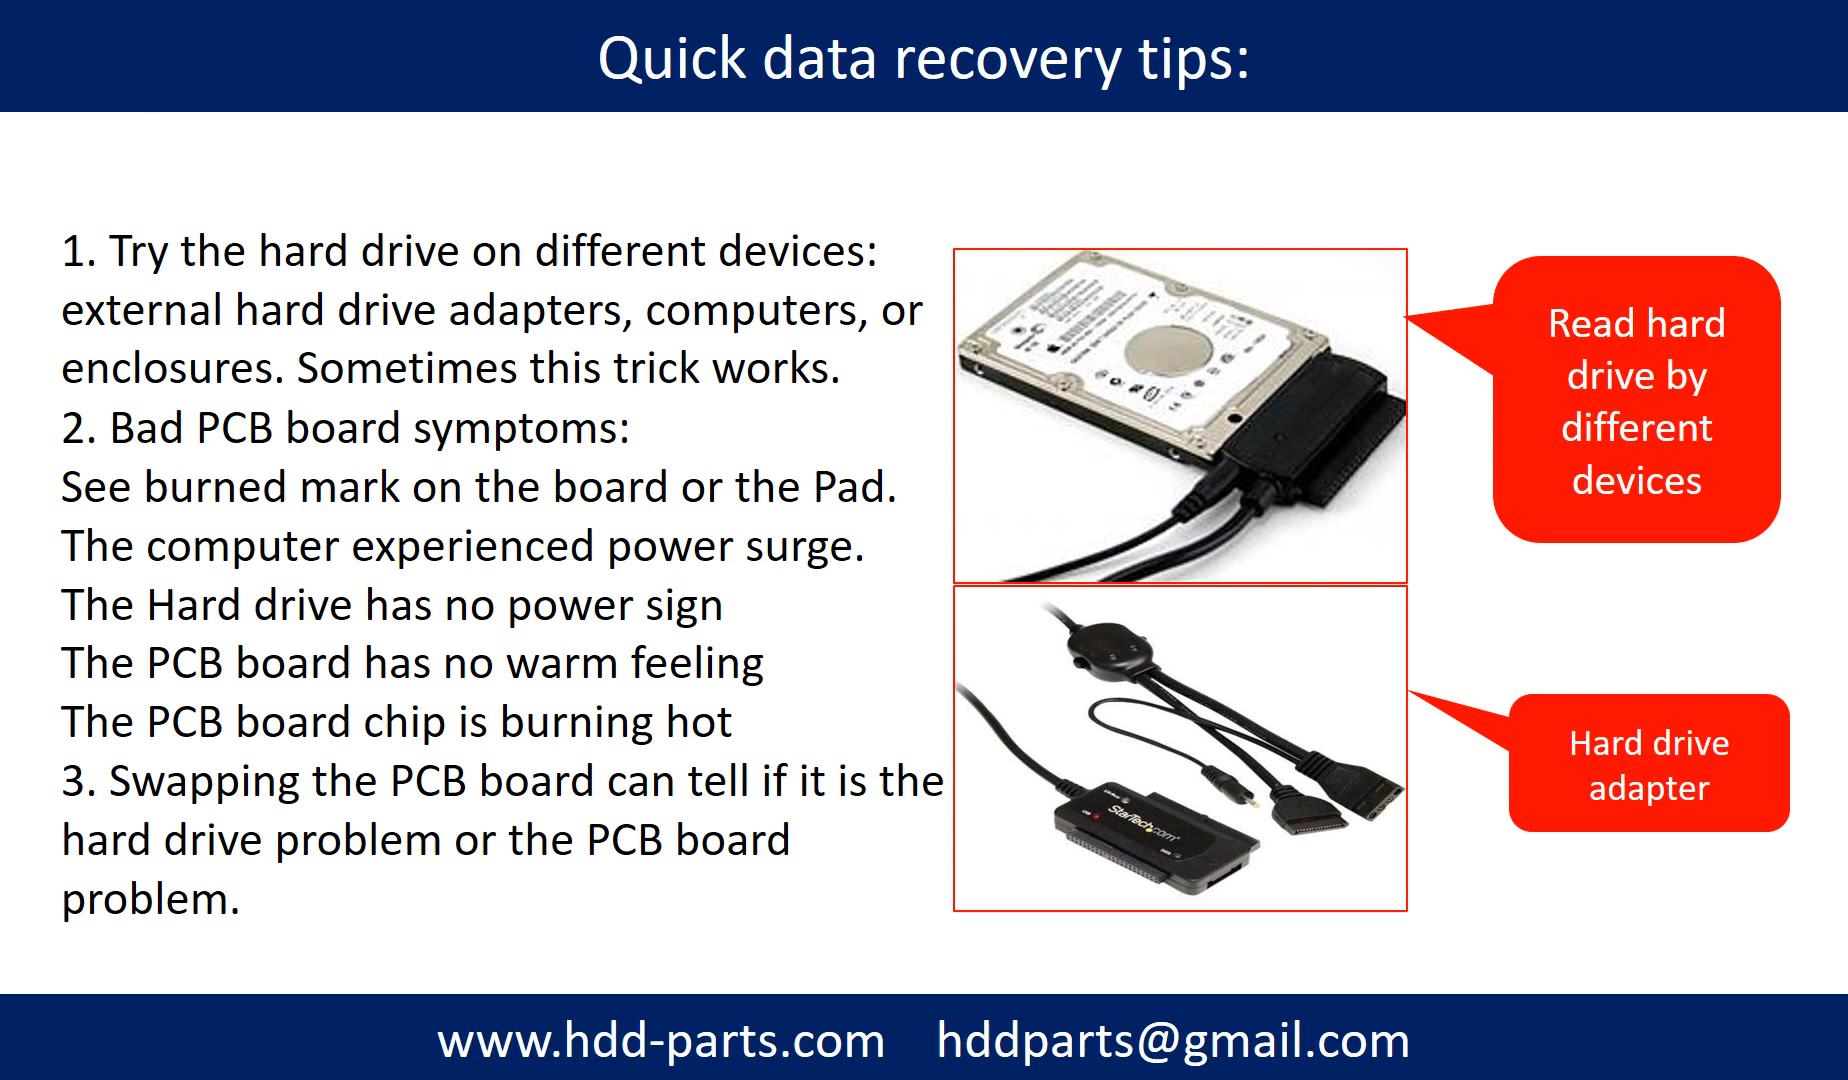 Quick data recovery tips:
1. Try the hard drive on different devices:
external hard drive adapters, computers, or
enclosures. Sometimes this trick works.
2. Bad PCB board symptoms:
See burned mark on the board or the Pad.
The computer experienced power surge.
The Hard drive has no power sign
The PCB board has no warm feeling
The PCB board chip is burning hot
3. Swapping the PCB board can tell if it is the
hard drive problem or the PCB board
problem.
Read hard
drive by
different
devices
StarTech.com
Hard drive
adapter
www.hdd-parts.com hddparts@gmail.com